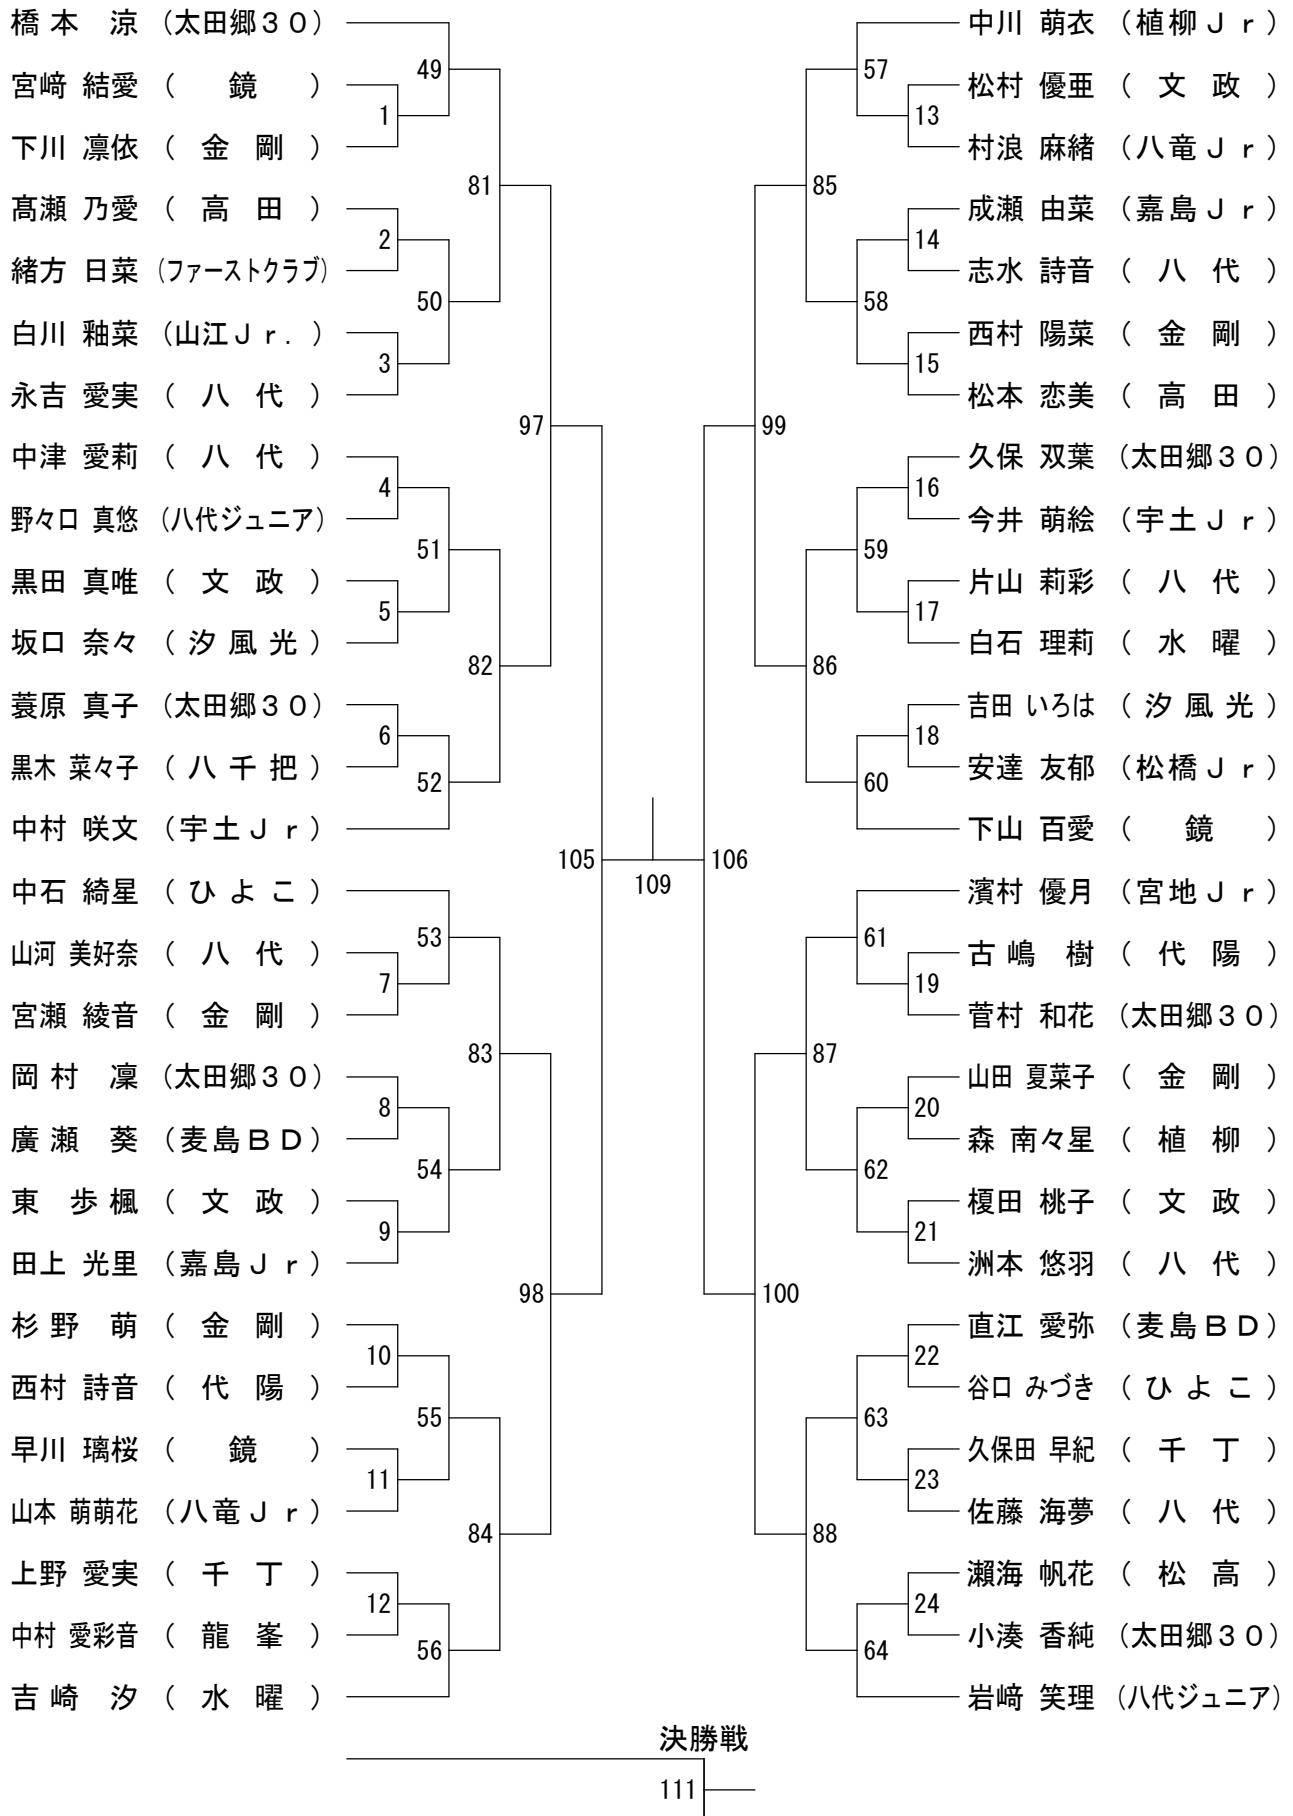 橋本 涼 (太田郷３０)
49
宮﨑 結愛 ( 鏡 )
1
下川 凛依 ( 金 剛 )
81
髙瀬 乃愛 ( 高 田 )
2
緒方 日菜 (ファーストクラブ)
50
白川 釉菜 (山江Ｊｒ．)
3
永吉 愛実 ( 八 代 )
97
中津 愛莉 ( 八 代 )
4
野々口 真悠 (八代ジュニア)
51
黒田 真唯 ( 文 政 )
5
坂口 奈々 ( 汐 風 光 )
82
蓑原 真子 (太田郷３０)
6
黒木 菜々子 ( 八 千 把 )
52
中村 咲文 (宇土Ｊｒ)
105
中石 綺星 ( ひ よ こ )
53
山河 美好奈 ( 八 代 )
7
宮瀬 綾音 ( 金 剛 )
83
岡村 凜 (太田郷３０)
8
廣瀬 葵 (麦島ＢＤ)
54
東 歩楓 ( 文 政 )
9
田上 光里 (嘉島Ｊｒ)
98
杉野 萌 ( 金 剛 )
10
西村 詩音 ( 代 陽 )
55
早川 璃桜 ( 鏡 )
11
山本 萌萌花 (八竜Ｊｒ)
84
上野 愛実 ( 千 丁 )
12
中村 愛彩音 ( 龍 峯 )
56
吉崎 汐 ( 水 曜 )
109
中川 萌衣 (植柳Ｊｒ)
57
松村 優亜 ( 文 政 )
13
村浪 麻緒 (八竜Ｊｒ)
85
成瀬 由菜 (嘉島Ｊｒ)
14
志水 詩音 ( 八 代 )
58
西村 陽菜 ( 金 剛 )
15
松本 恋美 ( 高 田 )
99
久保 双葉 (太田郷３０)
16
今井 萌絵 (宇土Ｊｒ)
59
片山 莉彩 ( 八 代 )
17
白石 理莉 ( 水 曜 )
86
吉田 いろは ( 汐 風 光 )
18
安達 友郁 (松橋Ｊｒ)
60
下山 百愛 ( 鏡 )
106
濱村 優月 (宮地Ｊｒ)
61
古嶋 樹 ( 代 陽 )
19
菅村 和花 (太田郷３０)
87
山田 夏菜子 ( 金 剛 )
20
森 南々星 ( 植 柳 )
62
榎田 桃子 ( 文 政 )
21
洲本 悠羽 ( 八 代 )
100
直江 愛弥 (麦島ＢＤ)
22
谷口 みづき ( ひ よ こ )
63
久保田 早紀 ( 千 丁 )
23
佐藤 海夢 ( 八 代 )
88
瀬海 帆花 ( 松 高 )
24
小湊 香純 (太田郷３０)
64
岩﨑 笑理 (八代ジュニア)
決勝戦
111